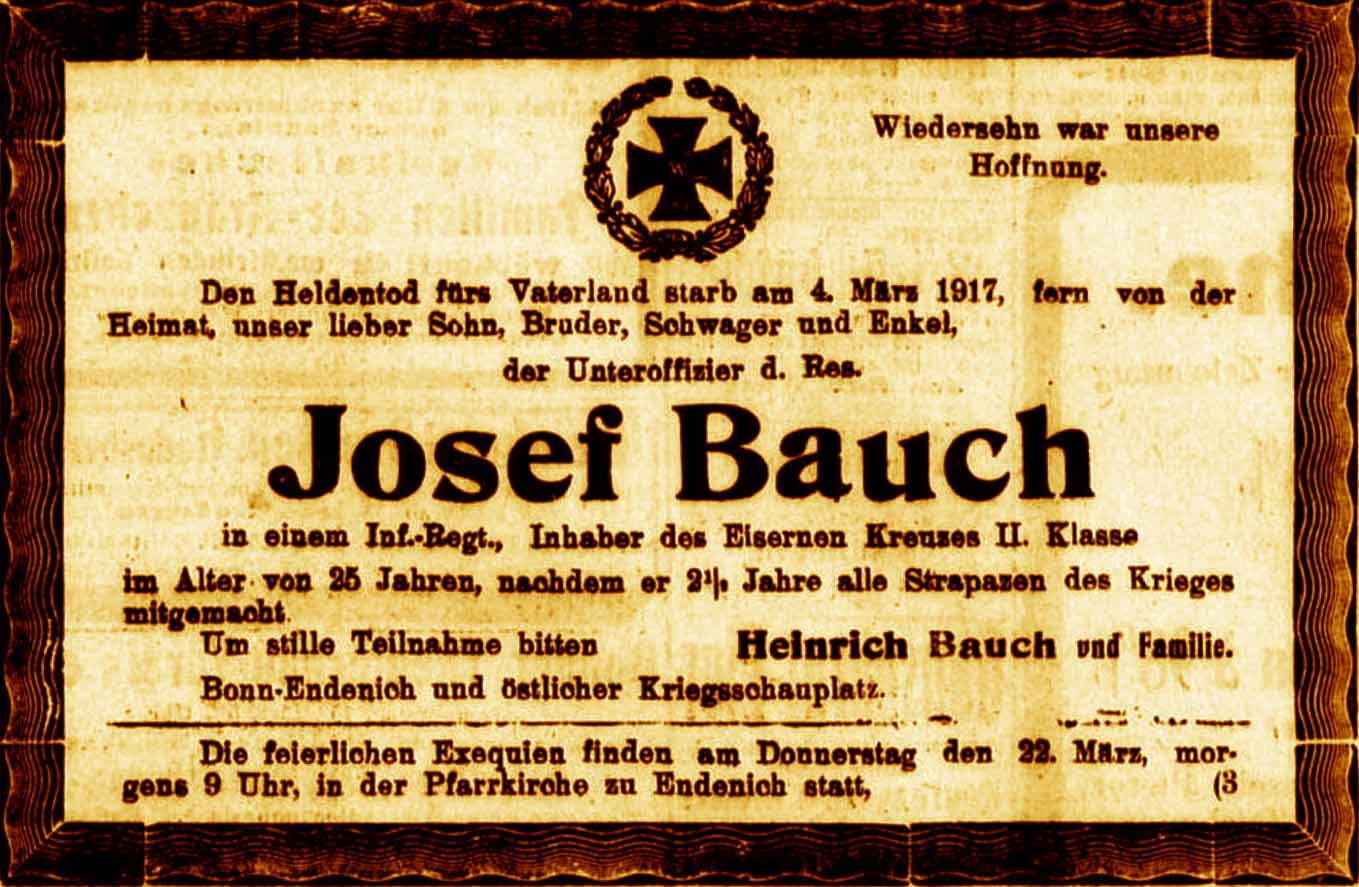 Wiedersehn war unsere
Hoffnung.
Den Heldentod fürs Vaterland starb am 4. März 1917, fern von der
Heimat, unser lieber Sohn, Bruder, Schwager und Enkel,
der Unteroffizier d. Res.
Josef Bauch
in einem Inf.-Regt., Inhaber des Eisernen Kreuzes II. Klasse
im Alter von 25 Jahren, nachdem er 2½ Jahre alle Strapazen des Krieges
mitgemacht.
Um stille Teilnahme bitten Heinrich Bauch und Familie.
Bonn-Endenich und östlicher Kriegsschauplatz.
Die feierlichen Exequien finden am Donnerstag den 22. März, mor-
gens 9 Uhr, in der Pfarrkirche zu Endenich statt, (3